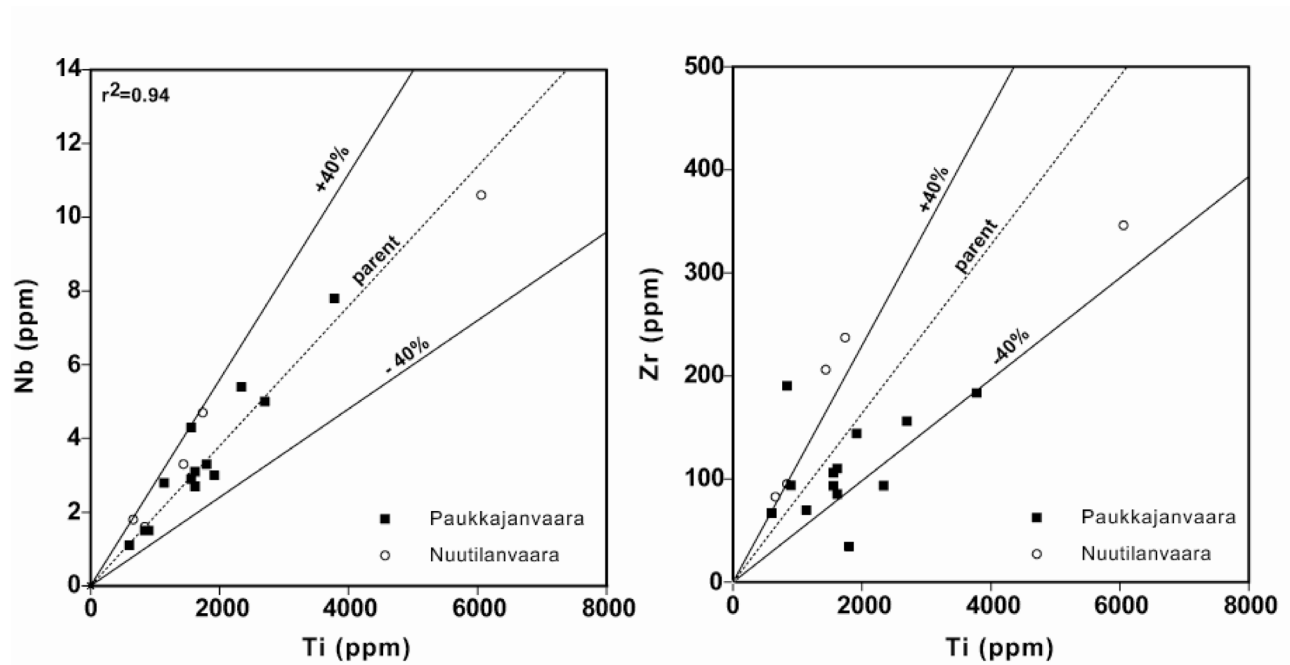 14
12
10
8
6
4
2
0
Nb (ppm)
r2=0.94
+40%
parent
- 40%
Paukkajanvaara
Nuutilanvaara
0 2000 4000 6000 8000
Ti (ppm)
500
400
300
200
100
0
Zr (ppm)
+40%
parent
-40%
Paukkajanvaara
Nuutilanvaara
0 2000 4000 6000 8000
Ti (ppm)